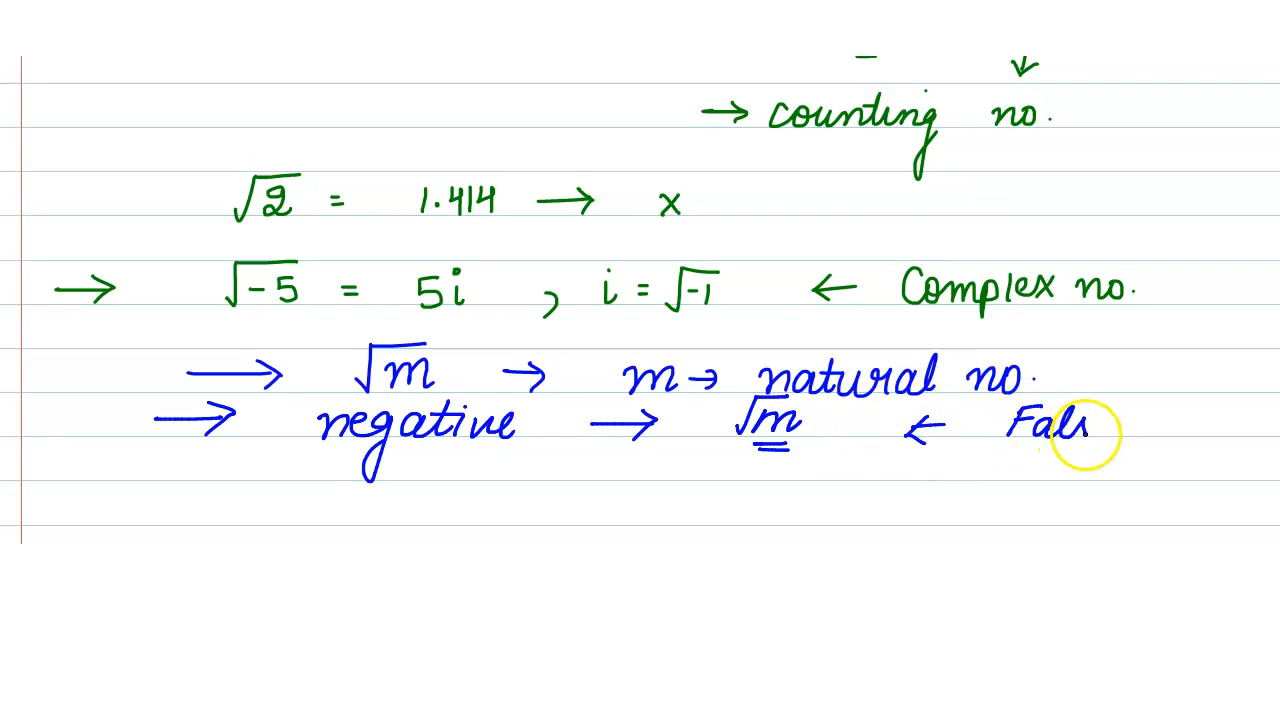 → counting no.
√2 = 1.414 → x
→ √-5 = 5i , i = √-1 ← Complex no.
→ √m → m → natural no.
→ negative → √m ← Fals